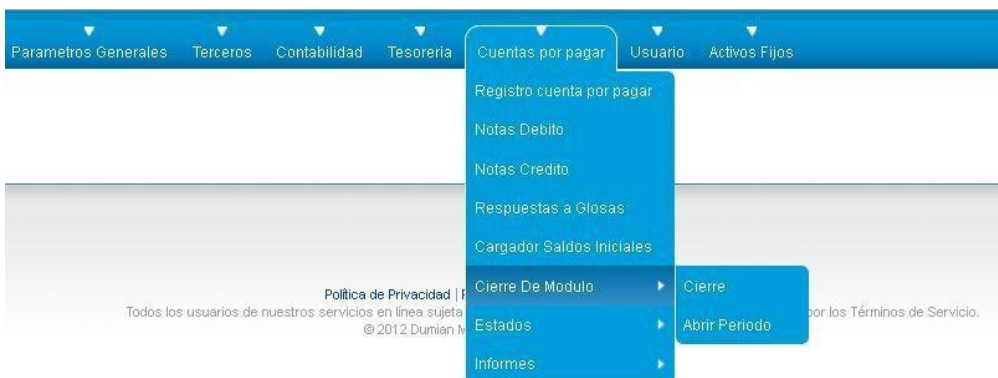 Parametros Generales Terceros Contabilidad Tesoreria Cuentas por pagar Usuario Activos Fijos
Registro cuenta por pagar
Notas Debito
Notas Credito
Respuestas a Glosas
Cargador Saldos Iniciales
Cierre De Modulo Cierre
Política de Privacidad |
Todos los usuarios de nuestros servicios en línea sujeta por los Términos de Servicio.
Estados Abrir Periodo
© 2012 Dumian
Informes